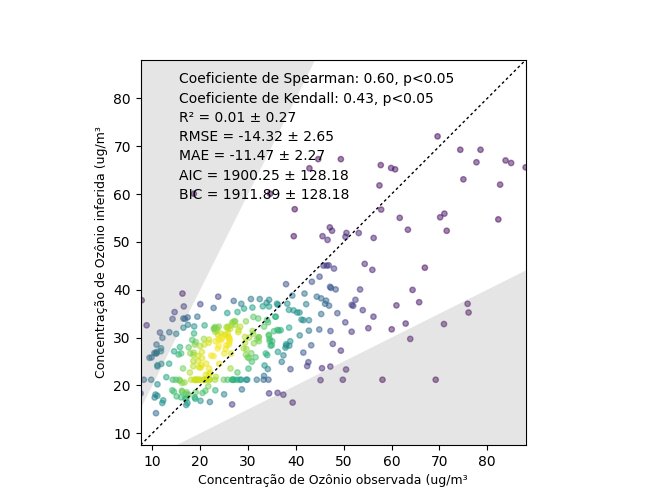 Coeficiente de Spearman: 0.60, p<0.05
Coeficiente de Kendall: 0.43, p<0.05
R² = 0.01 ± 0.27
RMSE = -14.32 ± 2.65
MAE = -11.47 ± 2.27
AIC = 1900.25 ± 128.18
BIC = 1911.89 ± 128.18
Concentração de Ozônio inferida (ug/m³
80
70
60
50
40
30
20
10
10 20 30 40 50 60 70 80
Concentração de Ozônio observada (ug/m³